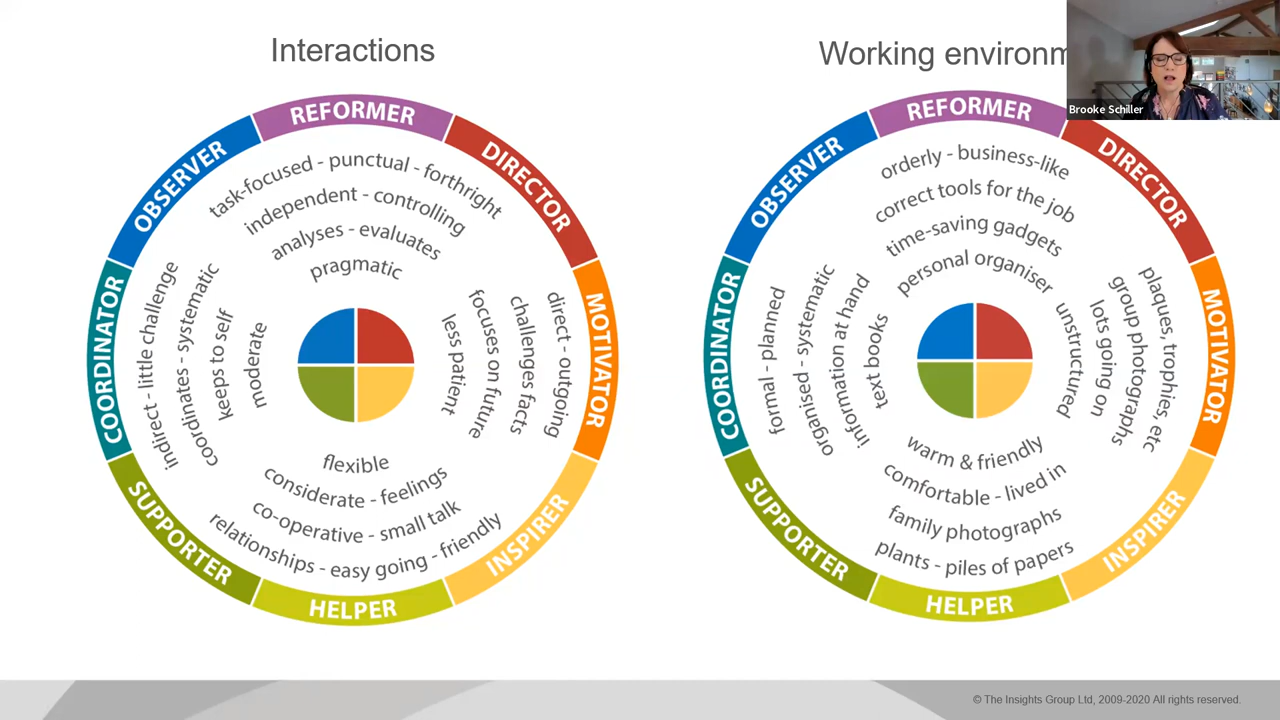 Interactions
REFORMER
DIRECTOR
MOTIVATOR
INSPIRER
HELPER
SUPPORTER
COORDINATOR
OBSERVER
task-focused - punctual - forthright
independent - controlling
analyses - evaluates
pragmatic
direct - outgoing
challenges facts
focuses on future
less patient
flexible
considerate - feelings
co-operative - small talk
relationships - easy going - friendly
indirect - little challenge
coordinates - systematic
keeps to self
moderate
Working environm
REFORMER
DIRECTOR
MOTIVATOR
INSPIRER
HELPER
SUPPORTER
COORDINATOR
OBSERVER
orderly - business-like
correct tools for the job
time-saving gadgets
personal organiser
plaques, trophies, etc
group photographs
lots going on
unstructured
warm & friendly
comfortable - lived in
family photographs
plants - piles of papers
formal - planned
organised - systematic
information at hand
text books
Brooke Schiller
© The Insights Group Ltd, 2009-2020 All rights reserved.